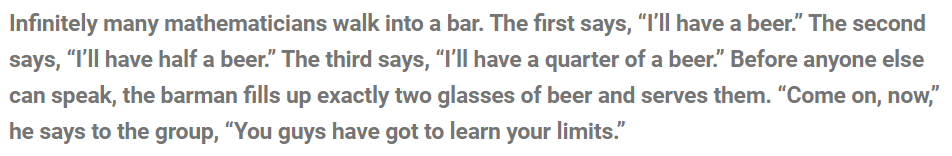 Infinitely many mathematicians walk into a bar. The first says, “I’ll have a beer.” The second
says, “I’ll have half a beer.” The third says, “I’ll have a quarter of a beer.” Before anyone else
can speak, the barman fills up exactly two glasses of beer and serves them. “Come on, now,”
he says to the group, “You guys have got to learn your limits.”